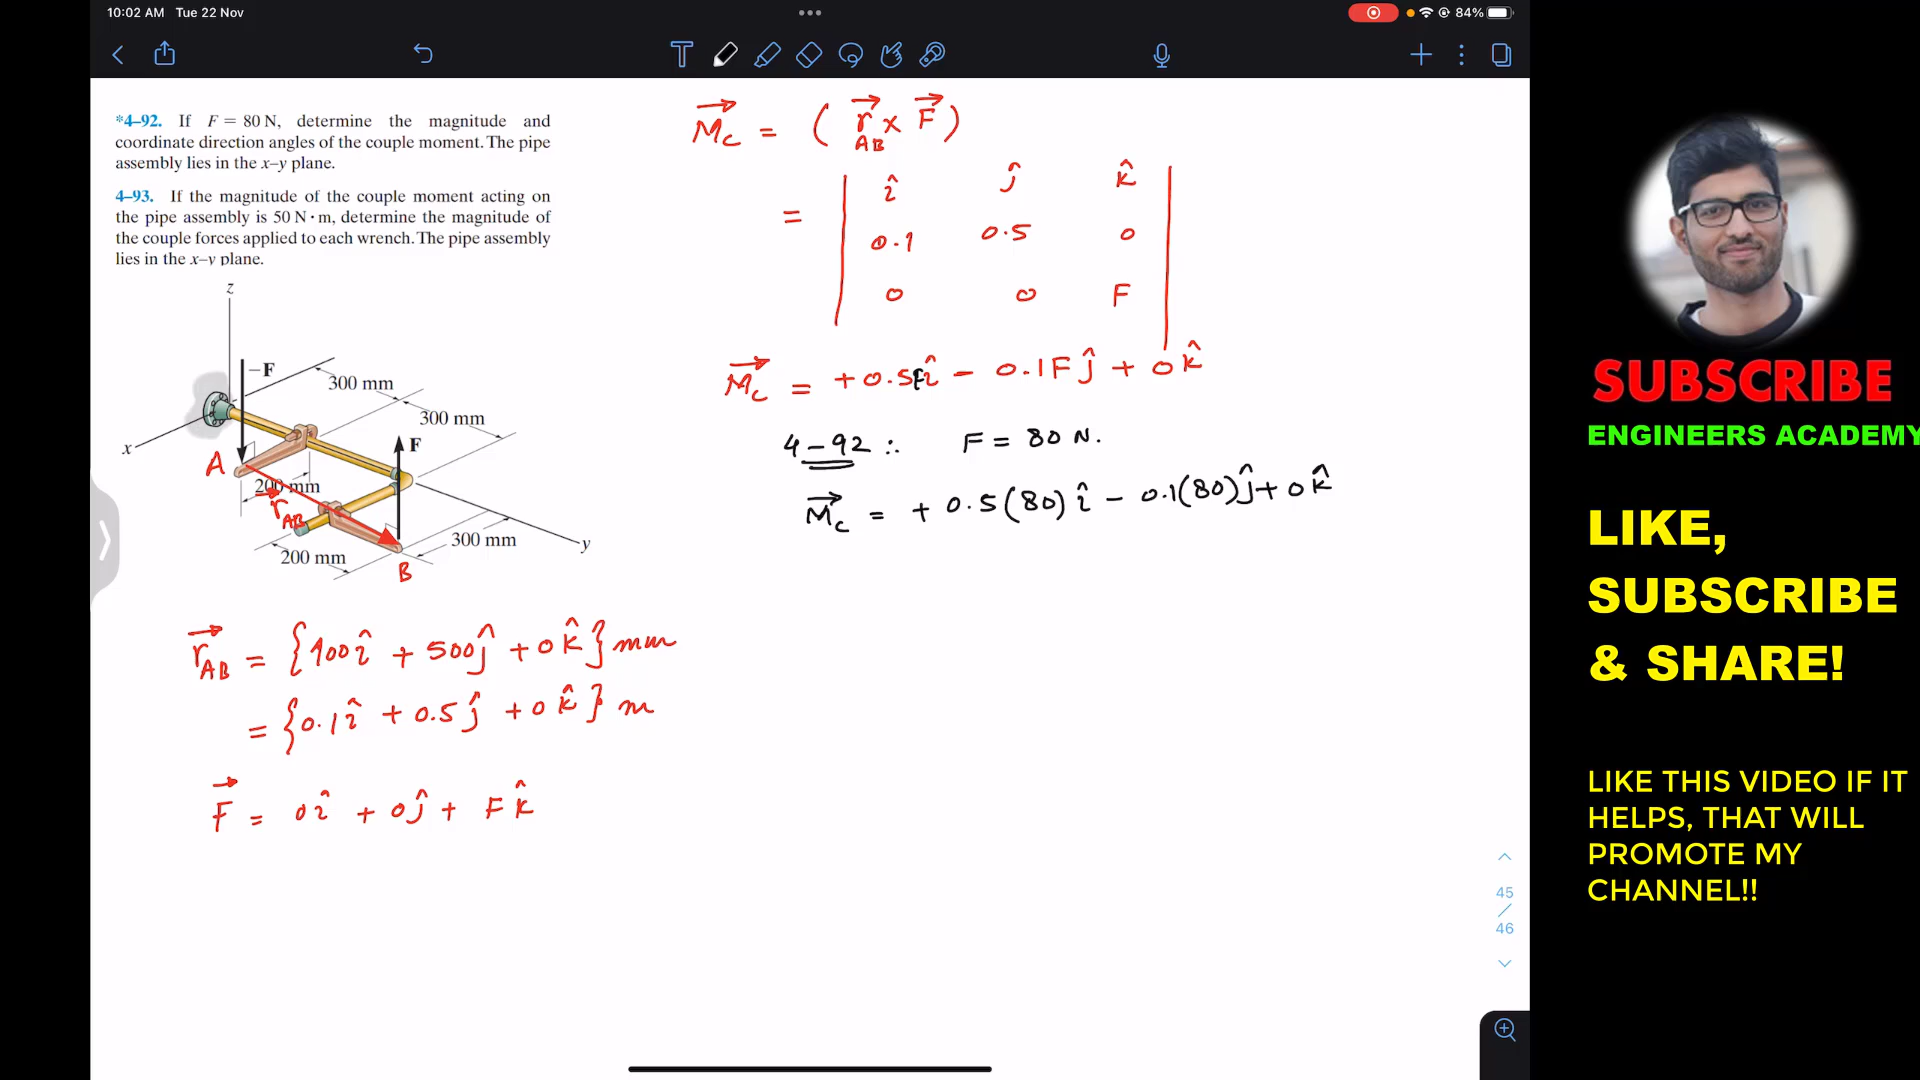 10:02 AM Tue 22 Nov
84%
*4–92. If F = 80 N, determine the magnitude and
coordinate direction angles of the couple moment. The pipe
assembly lies in the x–y plane.
4–93. If the magnitude of the couple moment acting on
the pipe assembly is 50 N·m, determine the magnitude of
the couple forces applied to each wrench. The pipe assembly
lies in the x–y plane.
z
–F
300 mm
300 mm
F
x
A
200 mm
r⃗AB
300 mm
y
200 mm
B
r⃗AB = {100î + 500ĵ + 0k̂} mm
= {0.1î + 0.5ĵ + 0k̂} m
F⃗ = 0î + 0ĵ + Fk̂
M⃗C = (r⃗AB × F⃗)
= | î ĵ k̂ |
0.1 0.5 0
0 0 F
M⃗C = +0.5Fî – 0.1Fĵ + 0k̂
4–92 ∴ F = 80 N.
M⃗C = + 0.5(80)î – 0.1(80)ĵ + 0k̂
45
/
46
SUBSCRIBE
ENGINEERS ACADEMY
LIKE,
SUBSCRIBE
& SHARE!
LIKE THIS VIDEO IF IT
HELPS, THAT WILL
PROMOTE MY
CHANNEL!!